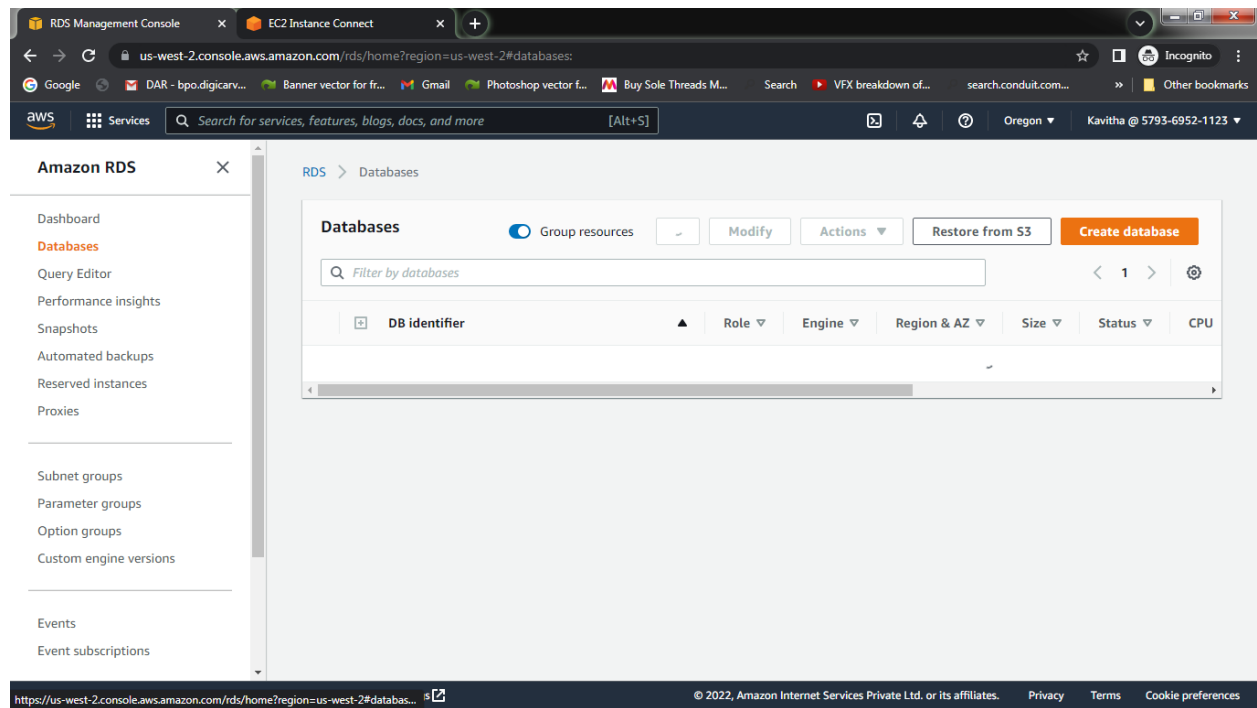 RDS Management Console
EC2 Instance Connect
us-west-2.console.aws.amazon.com/rds/home?region=us-west-2#databases:
Incognito
Google
DAR - bpo.digicarv...
Banner vector for fr...
Gmail
Photoshop vector f...
Buy Sole Threads M...
Search
VFX breakdown of...
search.conduit.com...
»
Other bookmarks
aws
Services
Search for services, features, blogs, docs, and more
[Alt+S]
Oregon
Kavitha @ 5793-6952-1123
Amazon RDS
Dashboard
Databases
Query Editor
Performance insights
Snapshots
Automated backups
Reserved instances
Proxies
Subnet groups
Parameter groups
Option groups
Custom engine versions
Events
Event subscriptions
RDS > Databases
Databases
Group resources
Modify
Actions
Restore from S3
Create database
Filter by databases
< 1 >
DB identifier
Role
Engine
Region & AZ
Size
Status
CPU
https://us-west-2.console.aws.amazon.com/rds/home?region=us-west-2#databas...
© 2022, Amazon Internet Services Private Ltd. or its affiliates.
Privacy
Terms
Cookie preferences